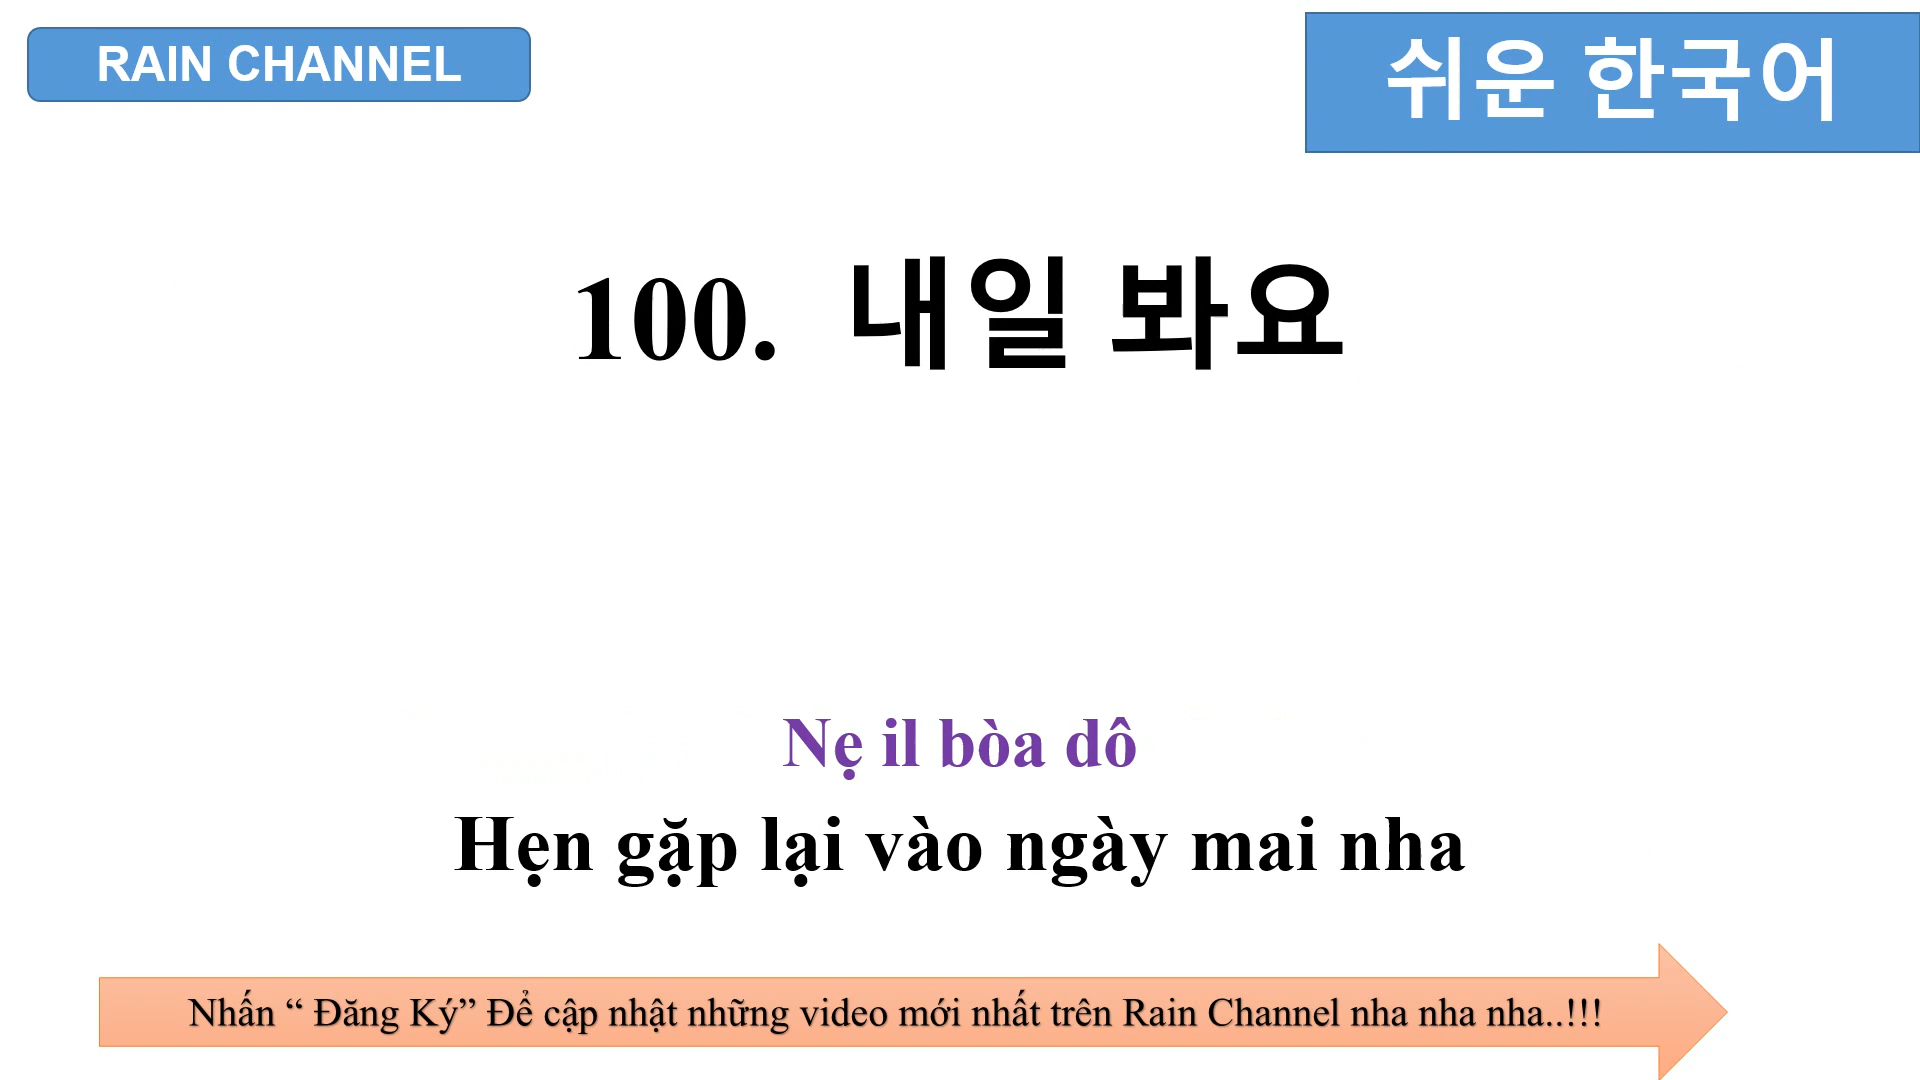 RAIN CHANNEL
쉬운 한국어
100. 내일 봐요
Nẹ il bòa dô
Hẹn gặp lại vào ngày mai nha
Nhấn “ Đăng Ký” Để cập nhật những video mới nhất trên Rain Channel nha nha nha..!!!